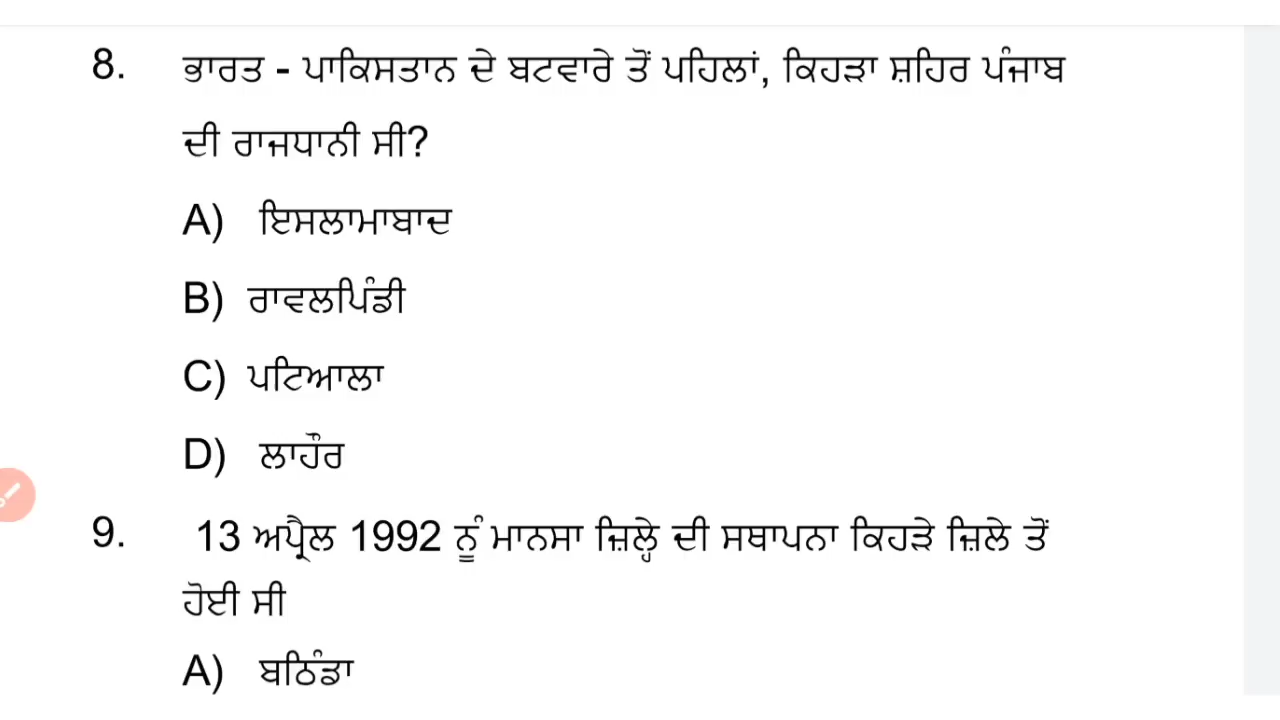 8. ਭਾਰਤ - ਪਾਕਿਸਤਾਨ ਦੇ ਬਟਵਾਰੇ ਤੋਂ ਪਹਿਲਾਂ, ਕਿਹੜਾ ਸ਼ਹਿਰ ਪੰਜਾਬ
ਦੀ ਰਾਜਧਾਨੀ ਸੀ?
A) ਇਸਲਾਮਾਬਾਦ
B) ਰਾਵਲਪਿੰਡੀ
C) ਪਟਿਆਲਾ
D) ਲਾਹੌਰ
9. 13 ਅਪ੍ਰੈਲ 1992 ਨੂੰ ਮਾਨਸਾ ਜ਼ਿਲ੍ਹੇ ਦੀ ਸਥਾਪਨਾ ਕਿਹੜੇ ਜ਼ਿਲੇ ਤੋਂ
ਹੋਈ ਸੀ
A) ਬਠਿੰਡਾ